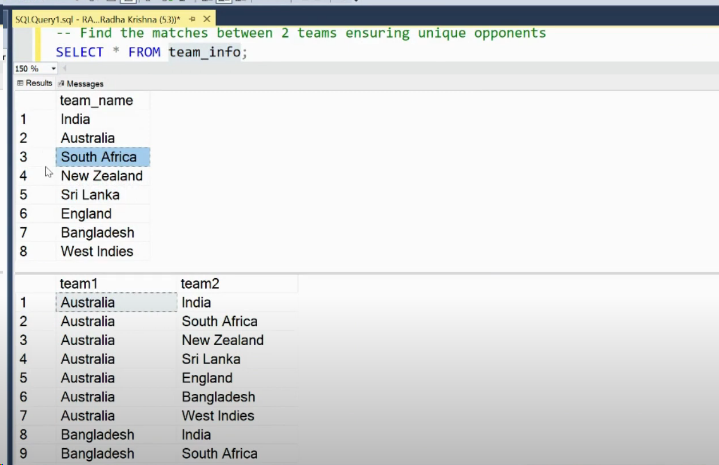 SQLQuery1.sql - RA...Radha Krishna (53))*
-- Find the matches between 2 teams ensuring unique opponents
SELECT * FROM team_info;
150 %
Results Messages
team_name
1 India
2 Australia
3 South Africa
4 New Zealand
5 Sri Lanka
6 England
7 Bangladesh
8 West Indies
team1 team2
1 Australia India
2 Australia South Africa
3 Australia New Zealand
4 Australia Sri Lanka
5 Australia England
6 Australia Bangladesh
7 Australia West Indies
8 Bangladesh India
9 Bangladesh South Africa